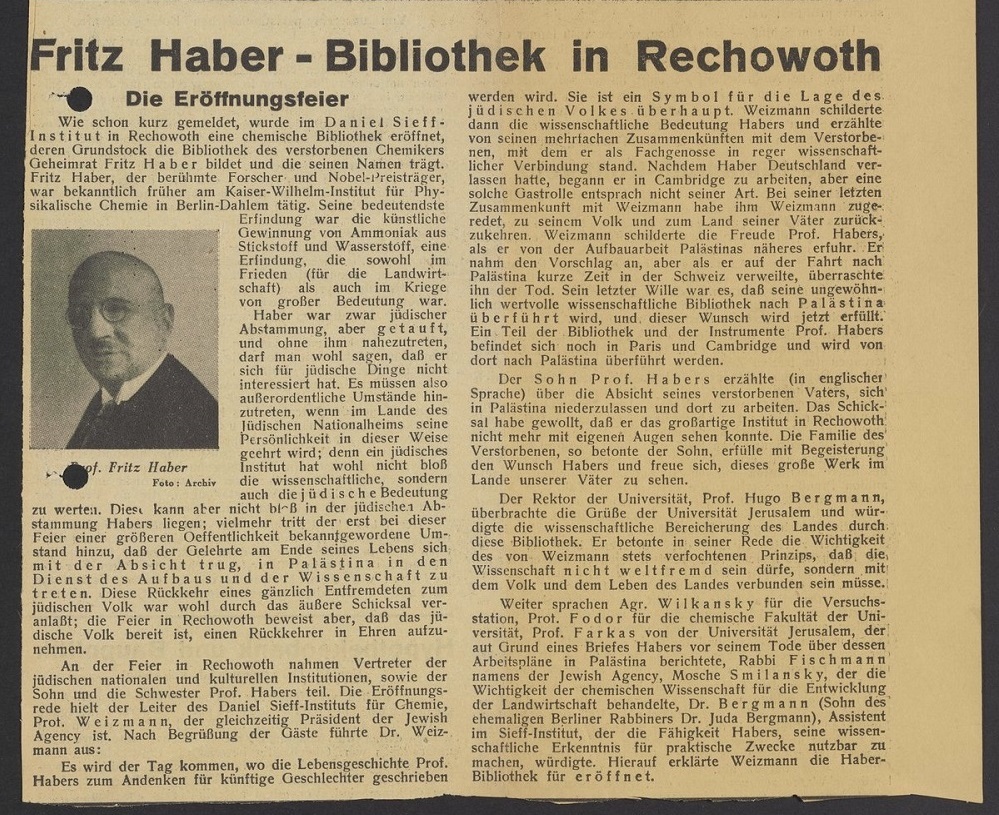 Fritz Haber - Bibliothek in Rechowoth
Die Eröffnungsfeier
Wie schon kurz gemeldet, wurde im Daniel Sieff-
Institut in Rechowoth eine chemische Bibliothek eröffnet,
deren Grundstock die Bibliothek des verstorbenen Chemikers
Geheimrat Fritz Haber bildet und die seinen Namen trägt.
Fritz Haber, der berühmte Forscher und Nobel-Preisträger,
war bekanntlich früher am Kaiser-Wilhelm-Institut für Phy-
sikalische Chemie in Berlin-Dahlem tätig. Seine bedeutendste
Erfindung war die künstliche
Gewinnung von Ammoniak aus
Stickstoff und Wasserstoff, eine
Erfindung, die sowohl im
Frieden (für die Landwirt-
schaft) als auch im Kriege
von großer Bedeutung war.
Haber war zwar jüdischer
Abstammung, aber getauft,
und ohne ihm nahezutreten,
darf man wohl sagen, daß er
sich für jüdische Dinge nicht
interessiert hat. Es müssen also
außerordentliche Umstände hin-
zutreten, wenn im Lande des
Jüdischen Nationalheims seine
Persönlichkeit in dieser Weise
geehrt wird; denn ein jüdisches
Institut hat wohl nicht bloß
die wissenschaftliche, sondern
auch die jüdische Bedeutung
Prof. Fritz Haber
Foto: Archiv
zu werten. Diese kann aber nicht bloß in der jüdischen Ab-
stammung Habers liegen; vielmehr tritt der erst bei dieser
Feier einer größeren Oeffentlichkeit bekanntgewordene Um-
stand hinzu, daß der Gelehrte am Ende seines Lebens sich
mit der Absicht trug, in Palästina in den
Dienst des Aufbaus und der Wissenschaft zu
treten. Diese Rückkehr eines gänzlich Entfremdeten zum
jüdischen Volk war wohl durch das äußere Schicksal ver-
anlaßt; die Feier in Rechowoth beweist aber, daß das jü-
dische Volk bereit ist, einen Rückkehrer in Ehren aufzu-
nehmen.
An der Feier in Rechowoth nahmen Vertreter der
jüdischen nationalen und kulturellen Institutionen, sowie der
Sohn und die Schwester Prof. Habers teil. Die Eröffnungs-
rede hielt der Leiter des Daniel Sieff-Instituts für Chemie,
Prof. Weizmann, der gleichzeitig Präsident der Jewish
Agency ist. Nach Begrüßung der Gäste führte Dr. Weiz-
mann aus:
Es wird der Tag kommen, wo die Lebensgeschichte Prof.
Habers zum Andenken für künftige Geschlechter geschrieben
werden wird. Sie ist ein Symbol für die Lage des
jüdischen Volkes überhaupt. Weizmann schilderte
dann die wissenschaftliche Bedeutung Habers und erzählte
von seinen mehrfachen Zusammenkünften mit dem Verstorbe-
nen, mit dem er als Fachgenosse in reger wissenschaft-
licher Verbindung stand. Nachdem Haber Deutschland ver-
lassen hatte, begann er in Cambridge zu arbeiten, aber eine
solche Gastrolle entsprach nicht seiner Art. Bei seiner letzten
Zusammenkunft mit Weizmann habe ihm Weizmann zuge-
redet, zu seinem Volk und zum Land seiner Väter zurück-
zukehren. Weizmann schilderte die Freude Prof. Habers,
als er von der Aufbauarbeit Palästinas näheres erfuhr. Er
nahm den Vorschlag an, aber als er auf der Fahrt nach
Palästina kurze Zeit in der Schweiz verweilte, überraschte
ihn der Tod. Sein letzter Wille war es, daß seine ungewöhn-
lich wertvolle wissenschaftliche Bibliothek nach Palästina
überführt wird, und dieser Wunsch wird jetzt erfüllt.
Ein Teil der Bibliothek und der Instrumente Prof. Habers
befindet sich noch in Paris und Cambridge und wird von
dort nach Palästina überführt werden.
Der Sohn Prof. Habers erzählte (in englischer
Sprache) über die Absicht seines verstorbenen Vaters, sich
in Palästina niederzulassen und dort zu arbeiten. Das Schick-
sal habe gewollt, daß er das großartige Institut in Rechowoth
nicht mehr mit eigenen Augen sehen konnte. Die Familie des
Verstorbenen, so betonte der Sohn, erfülle mit Begeisterung
den Wunsch Habers und freue sich, dieses große Werk im
Lande unserer Väter zu sehen.
Der Rektor der Universität, Prof. Hugo Bergmann,
überbrachte die Grüße der Universität Jerusalem und wür-
digte die wissenschaftliche Bereicherung des Landes durch
diese Bibliothek. Er betonte in seiner Rede die Wichtigkeit
des von Weizmann stets verfochtenen Prinzips, daß die
Wissenschaft nicht weltfremd sein dürfe, sondern mit
dem Volk und dem Leben des Landes verbunden sein müsse.
Weiter sprachen Agr. Wilkansky für die Versuchs-
station, Prof. Fodor für die chemische Fakultät der Uni-
versität, Prof. Farkas von der Universität Jerusalem, der
aut Grund eines Briefes Habers vor seinem Tode über dessen
Arbeitspläne in Palästina berichtete, Rabbi Fischmann
namens der Jewish Agency, Mosche Smilansky, der die
Wichtigkeit der chemischen Wissenschaft für die Entwicklung
der Landwirtschaft behandelte, Dr. Bergmann (Sohn des
ehemaligen Berliner Rabbiners Dr. Juda Bergmann), Assistent
im Sieff-Institut, der die Fähigkeit Habers, seine wissen-
schaftliche Erkenntnis für praktische Zwecke nutzbar zu
machen, würdigte. Hierauf erklärte Weizmann die Haber-
Bibliothek für eröffnet.